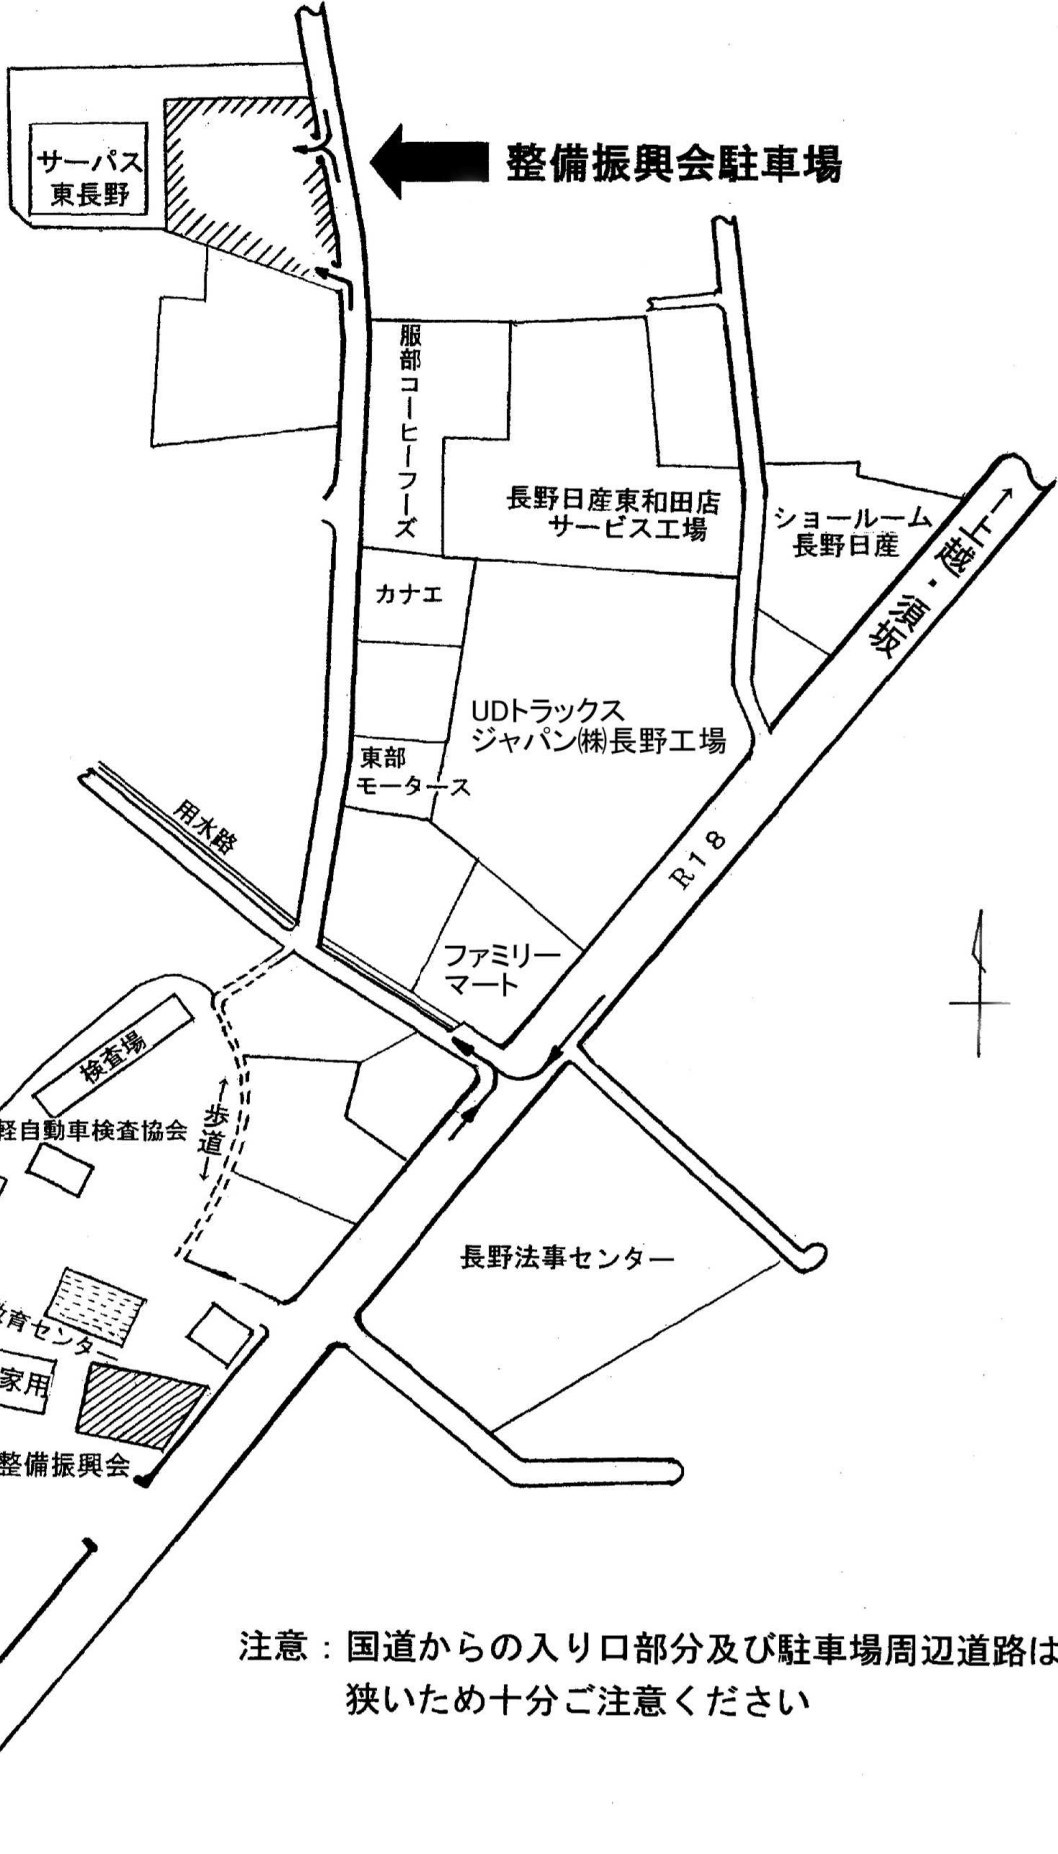 整備振興会駐車場
サーパス
東長野
服部コーヒーフーズ
長野日産東和田店
サービス工場
ショールーム
長野日産
→上越・須坂
カナエ
UDトラックス
ジャパン㈱長野工場
東部
モータース
用水路
R18
ファミリー
マート
検査場
軽自動車検査協会
←歩道→
長野法事センター
教育センター
家用
整備振興会
注意：国道からの入り口部分及び駐車場周辺道路は
狭いため十分ご注意ください